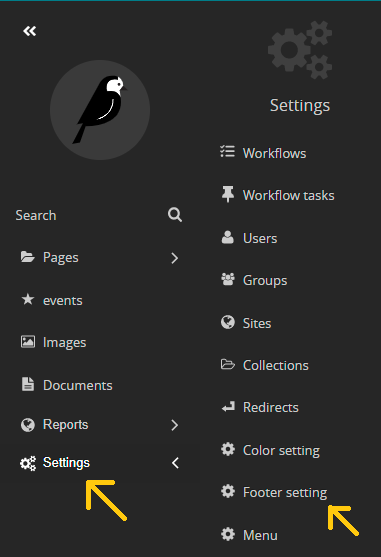 Search
Pages
events
Images
Documents
Reports
Settings
Settings
Workflows
Workflow tasks
Users
Groups
Sites
Collections
Redirects
Color setting
Footer setting
Menu